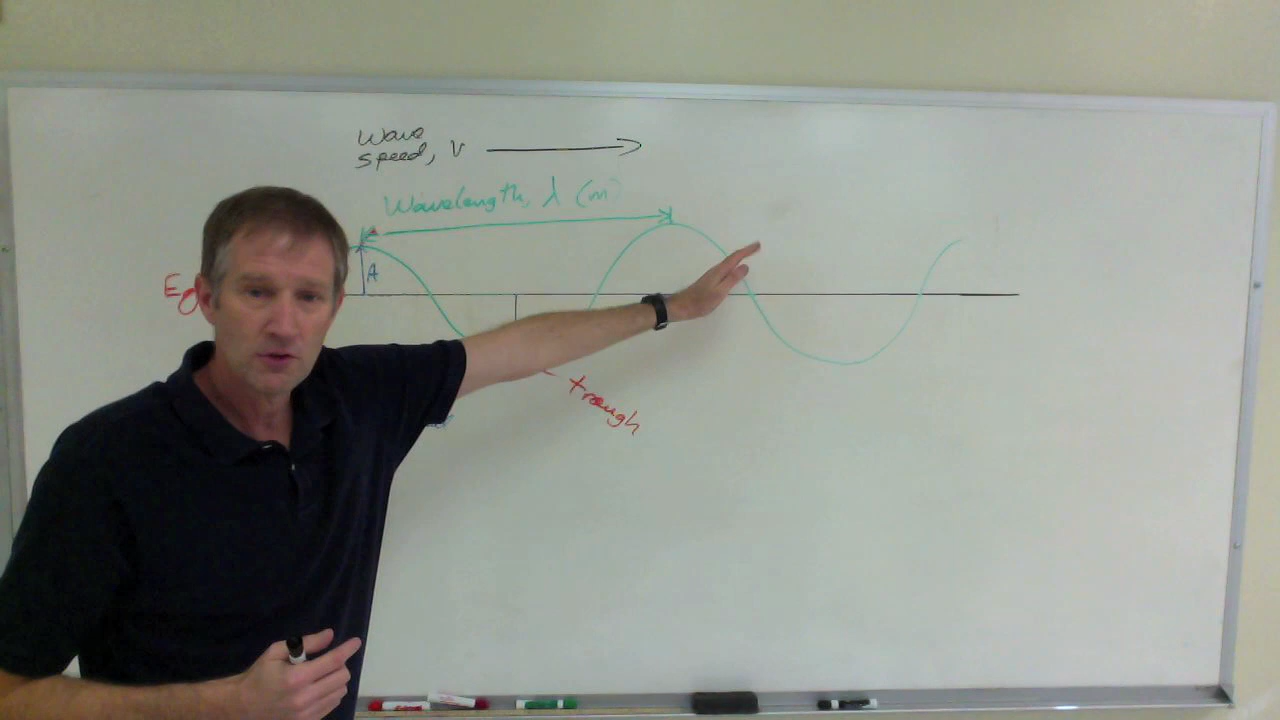 Wave
speed, v
Wavelength, λ (m)
A
trough